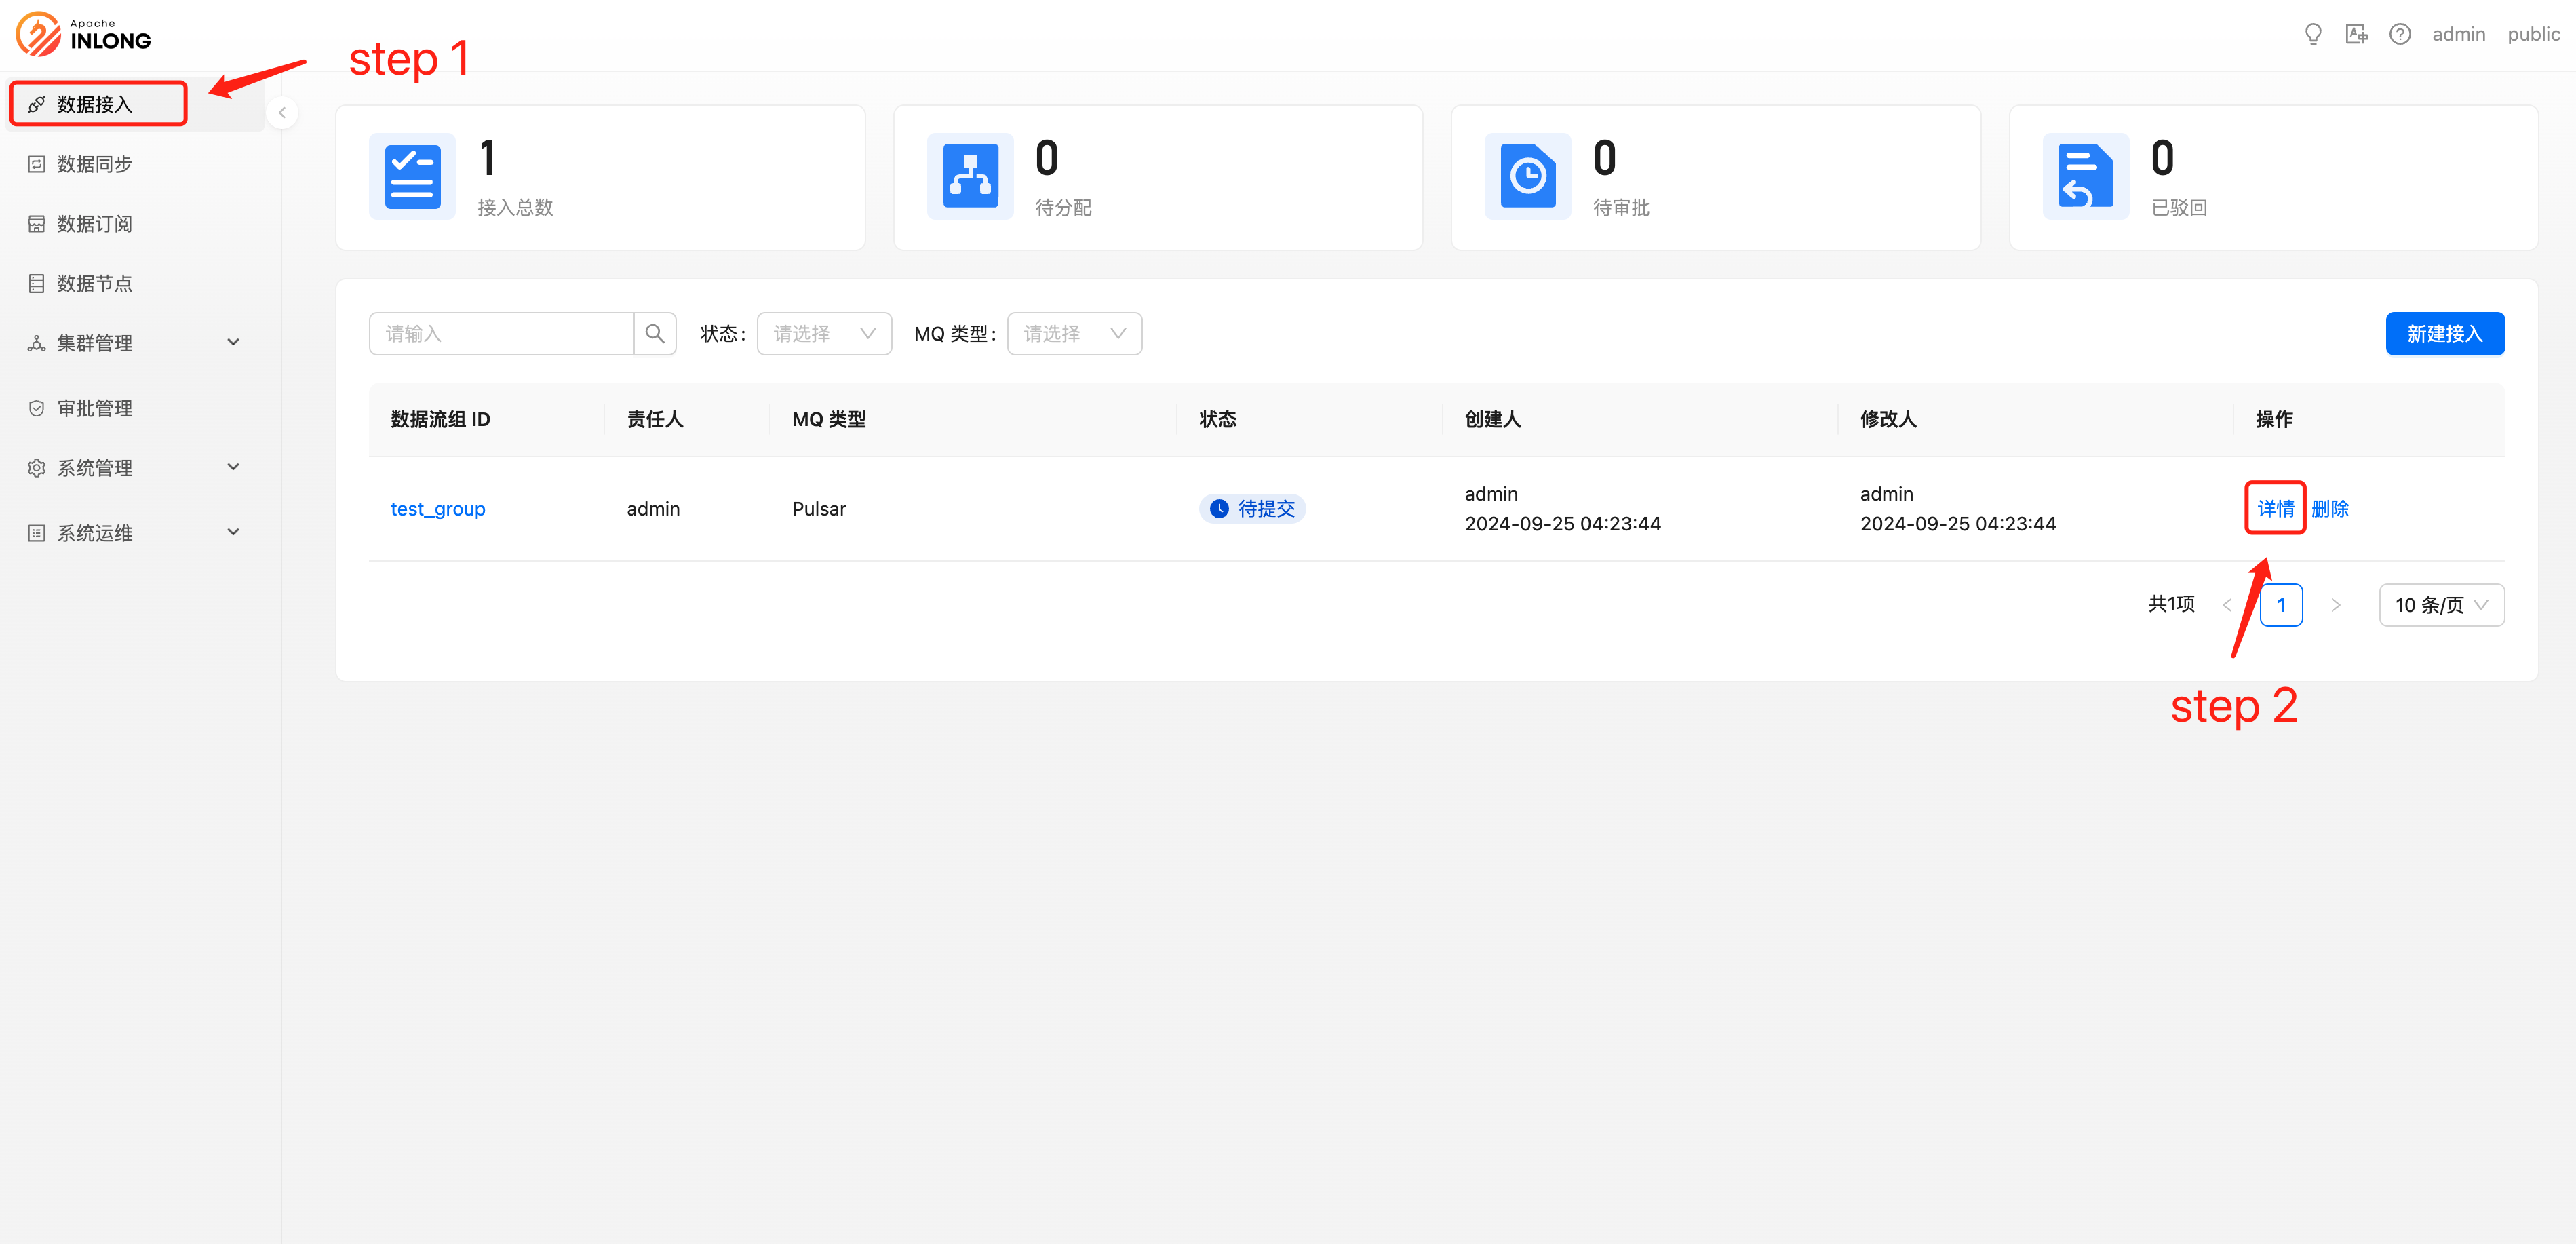 Apache
INLONG
admin
public
step 1
数据接入
数据同步
数据订阅
数据节点
集群管理
审批管理
系统管理
系统运维
1
接入总数
0
待分配
0
待审批
0
已驳回
请输入
状态:
请选择
MQ 类型:
请选择
新建接入
数据流组 ID
责任人
MQ 类型
状态
创建人
修改人
操作
test_group
admin
Pulsar
待提交
admin
2024-09-25 04:23:44
admin
2024-09-25 04:23:44
详情 删除
共1项
1
10 条/页
step 2